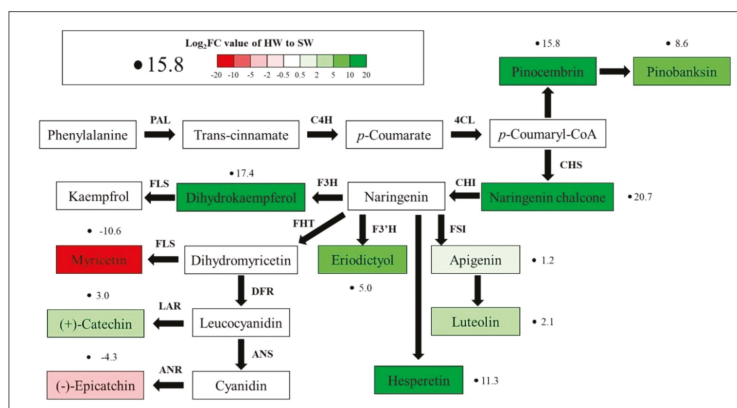 Log₂FC value of HW to SW
• 15.8
-20 -10 -5 -2 -0.5 0.5 2 5 10 20
• 15.8
• 8.6
Pinocembrin
Pinobanksin
PAL
C4H
4CL
Phenylalanine
Trans-cinnamate
p-Coumarate
p-Coumaryl-CoA
CHS
• 17.4
FLS
F3H
CHI
Kaempfrol
Dihydrokaempferol
Naringenin
Naringenin chalcone
• 20.7
• -10.6
FLS
FHT
F3'H
FSI
Myricetin
Dihydromyricetin
Eriodictyol
Apigenin
• 1.2
• 5.0
• 3.0
LAR
DFR
(+)-Catechin
Leucocyanidin
Luteolin
• 2.1
• -4.3
ANS
ANR
(-)-Epicatchin
Cyanidin
Hesperetin
• 11.3